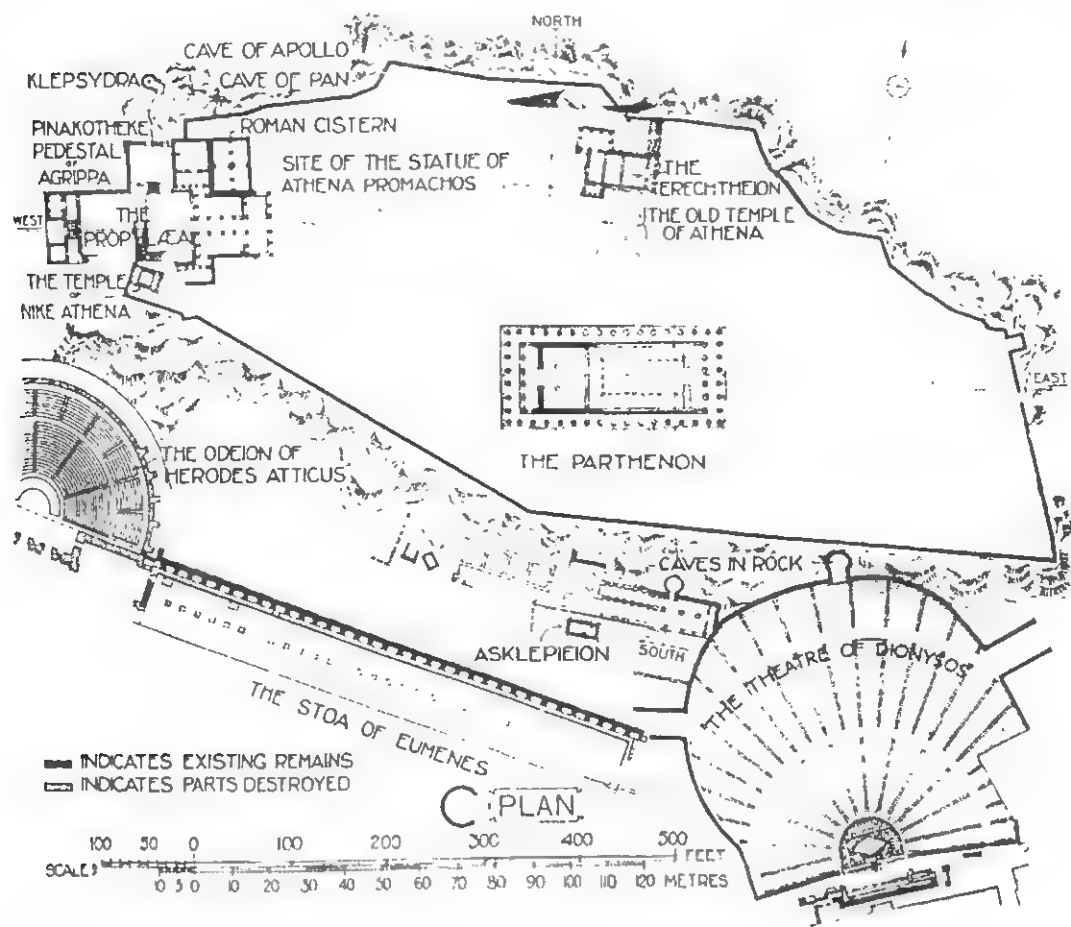 NORTH
CAVE OF APOLLO
KLEPSYDRA
CAVE OF PAN
PINAKOTHEKE
ROMAN CISTERN
PEDESTAL
OF
AGRIPPA
SITE OF THE STATUE OF
ATHENA PROMACHOS
THE
ERECHTHEION
WEST
THE
PROPYLÆA
THE OLD TEMPLE
OF ATHENA
THE TEMPLE
OF
NIKE ATHENA
EAST
THE ODEION OF
HERODES ATTICUS
THE PARTHENON
CAVES IN ROCK
ASKLEPIEION
SOUTH
THE THEATRE OF DIONYSOS
THE STOA OF EUMENES
INDICATES EXISTING REMAINS
INDICATES PARTS DESTROYED
C PLAN
100 50 0 100 200 300 400 500 FEET
SCALE
10 5 0 10 20 30 40 50 60 70 80 90 100 110 120 METRES